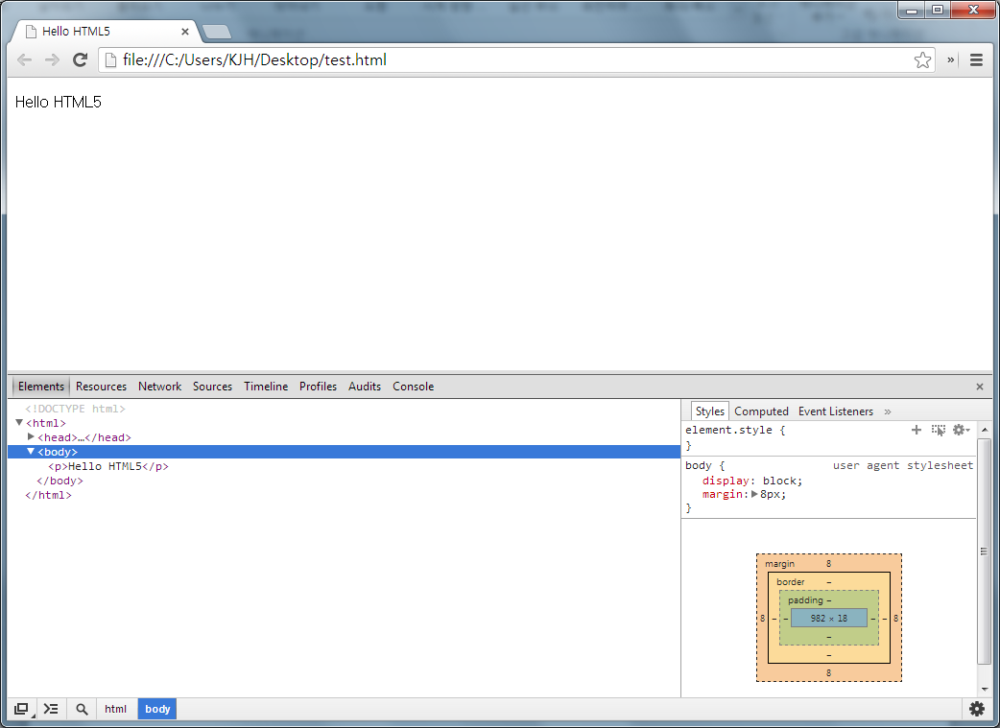 Hello HTML5
file:///C:/Users/KJH/Desktop/test.html
»
Hello HTML5
Elements Resources Network Sources Timeline Profiles Audits Console
<!DOCTYPE html>
▼<html>
▶<head>…</head>
▼<body>
<p>Hello HTML5</p>
</body>
</html>
Styles Computed Event Listeners »
element.style {
}
body { user agent stylesheet
display: block;
margin:▶8px;
}
margin 8
border –
padding –
8 – – 982 × 18 – – 8
–
–
8
html body